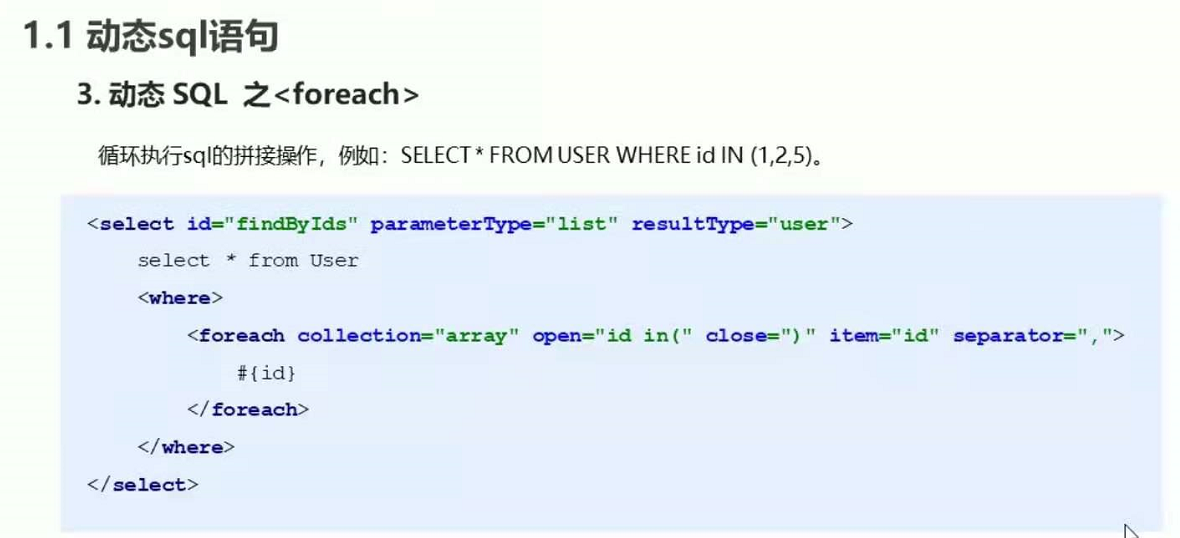 1.1 动态sql语句
3. 动态 SQL 之<foreach>
循环执行sql的拼接操作，例如：SELECT * FROM USER WHERE id IN (1,2,5)。
<select id="findByIds" parameterType="list" resultType="user">
select * from User
<where>
<foreach collection="array" open="id in(" close=")" item="id" separator=",">
#{id}
</foreach>
</where>
</select>